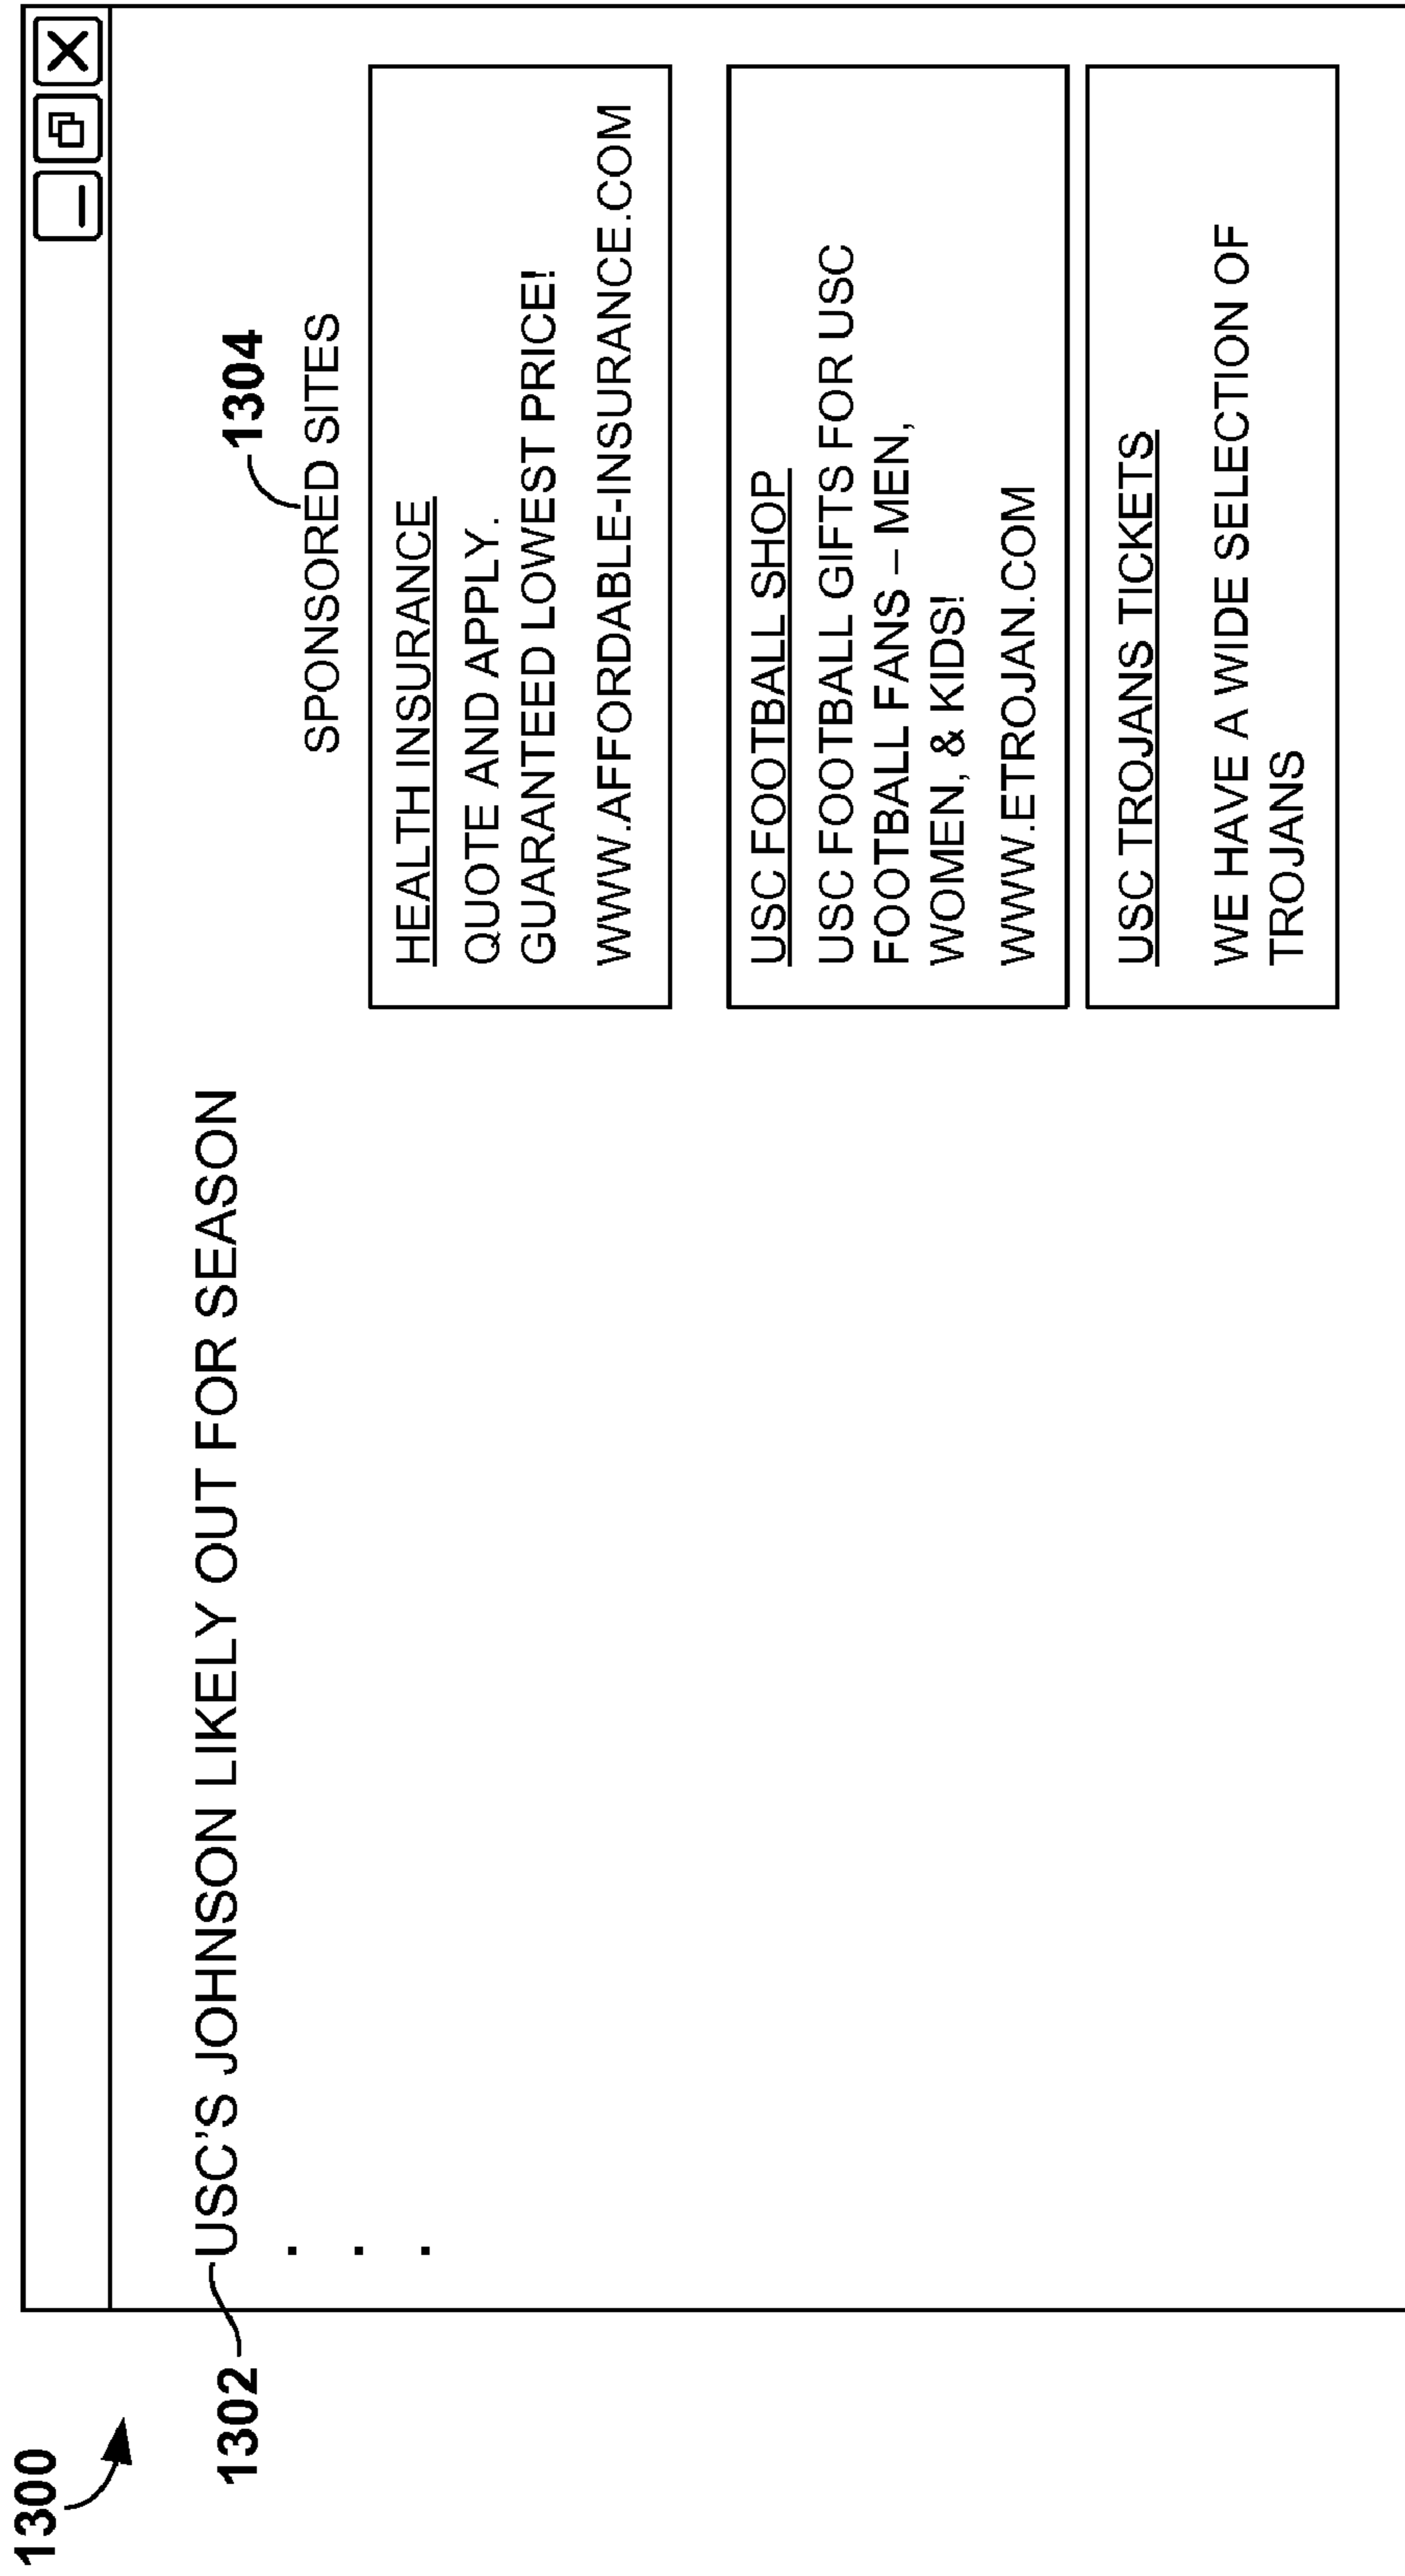 1300
1302
USC'S JOHNSON LIKELY OUT FOR SEASON
. . .
1304
SPONSORED SITES
HEALTH INSURANCE
QUOTE AND APPLY.
GUARANTEED LOWEST PRICE!
WWW.AFFORDABLE-INSURANCE.COM
USC FOOTBALL SHOP
USC FOOTBALL GIFTS FOR USC
FOOTBALL FANS – MEN,
WOMEN, & KIDS!
WWW.ETROJAN.COM
USC TROJANS TICKETS
WE HAVE A WIDE SELECTION OF
TROJANS